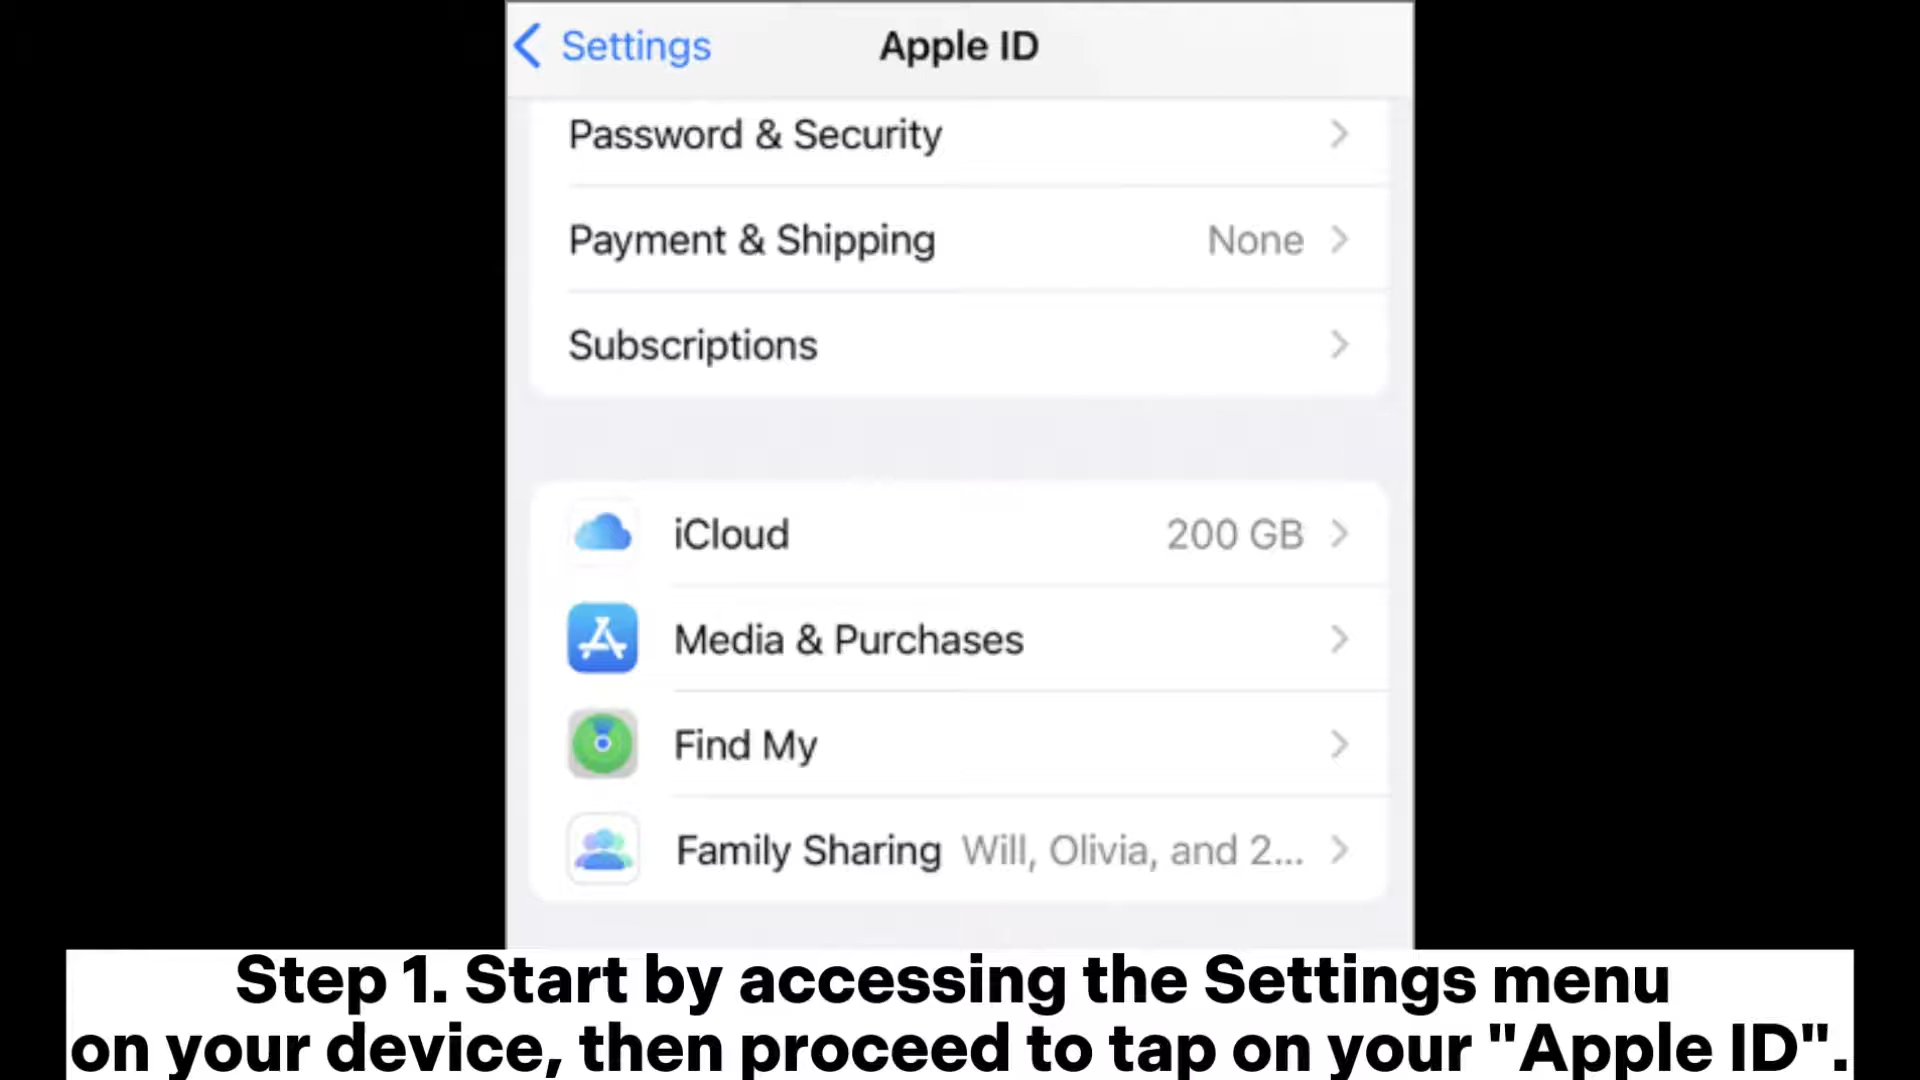 Settings Apple ID
Password & Security
Payment & Shipping None
Subscriptions
iCloud 200 GB
Media & Purchases
Find My
Family Sharing Will, Olivia, and 2...
Step 1. Start by accessing the Settings menu
on your device, then proceed to tap on your "Apple ID".